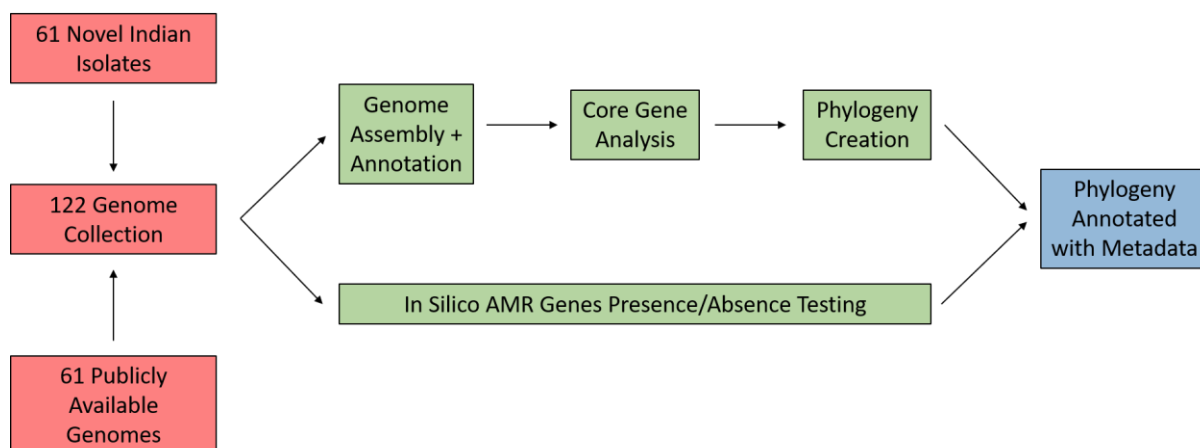 61 Novel Indian
Isolates
122 Genome
Collection
61 Publicly
Available
Genomes
Genome
Assembly +
Annotation
Core Gene
Analysis
Phylogeny
Creation
In Silico AMR Genes Presence/Absence Testing
Phylogeny
Annotated
with Metadata